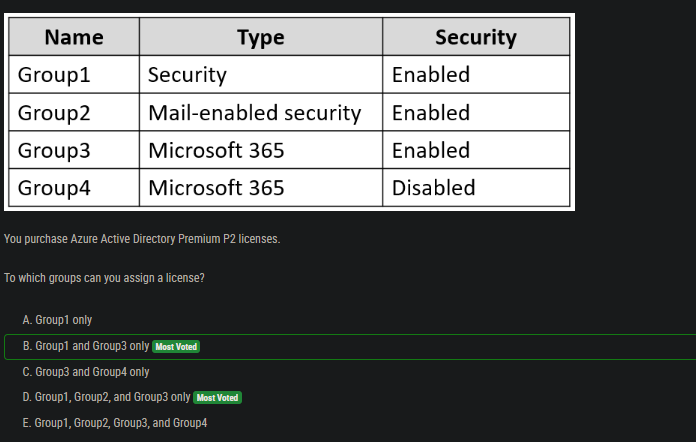 Name Type Security
Group1 Security Enabled
Group2 Mail-enabled security Enabled
Group3 Microsoft 365 Enabled
Group4 Microsoft 365 Disabled
You purchase Azure Active Directory Premium P2 licenses.
To which groups can you assign a license?
A. Group1 only
B. Group1 and Group3 only Most Voted
C. Group3 and Group4 only
D. Group1, Group2, and Group3 only Most Voted
E. Group1, Group2, Group3, and Group4